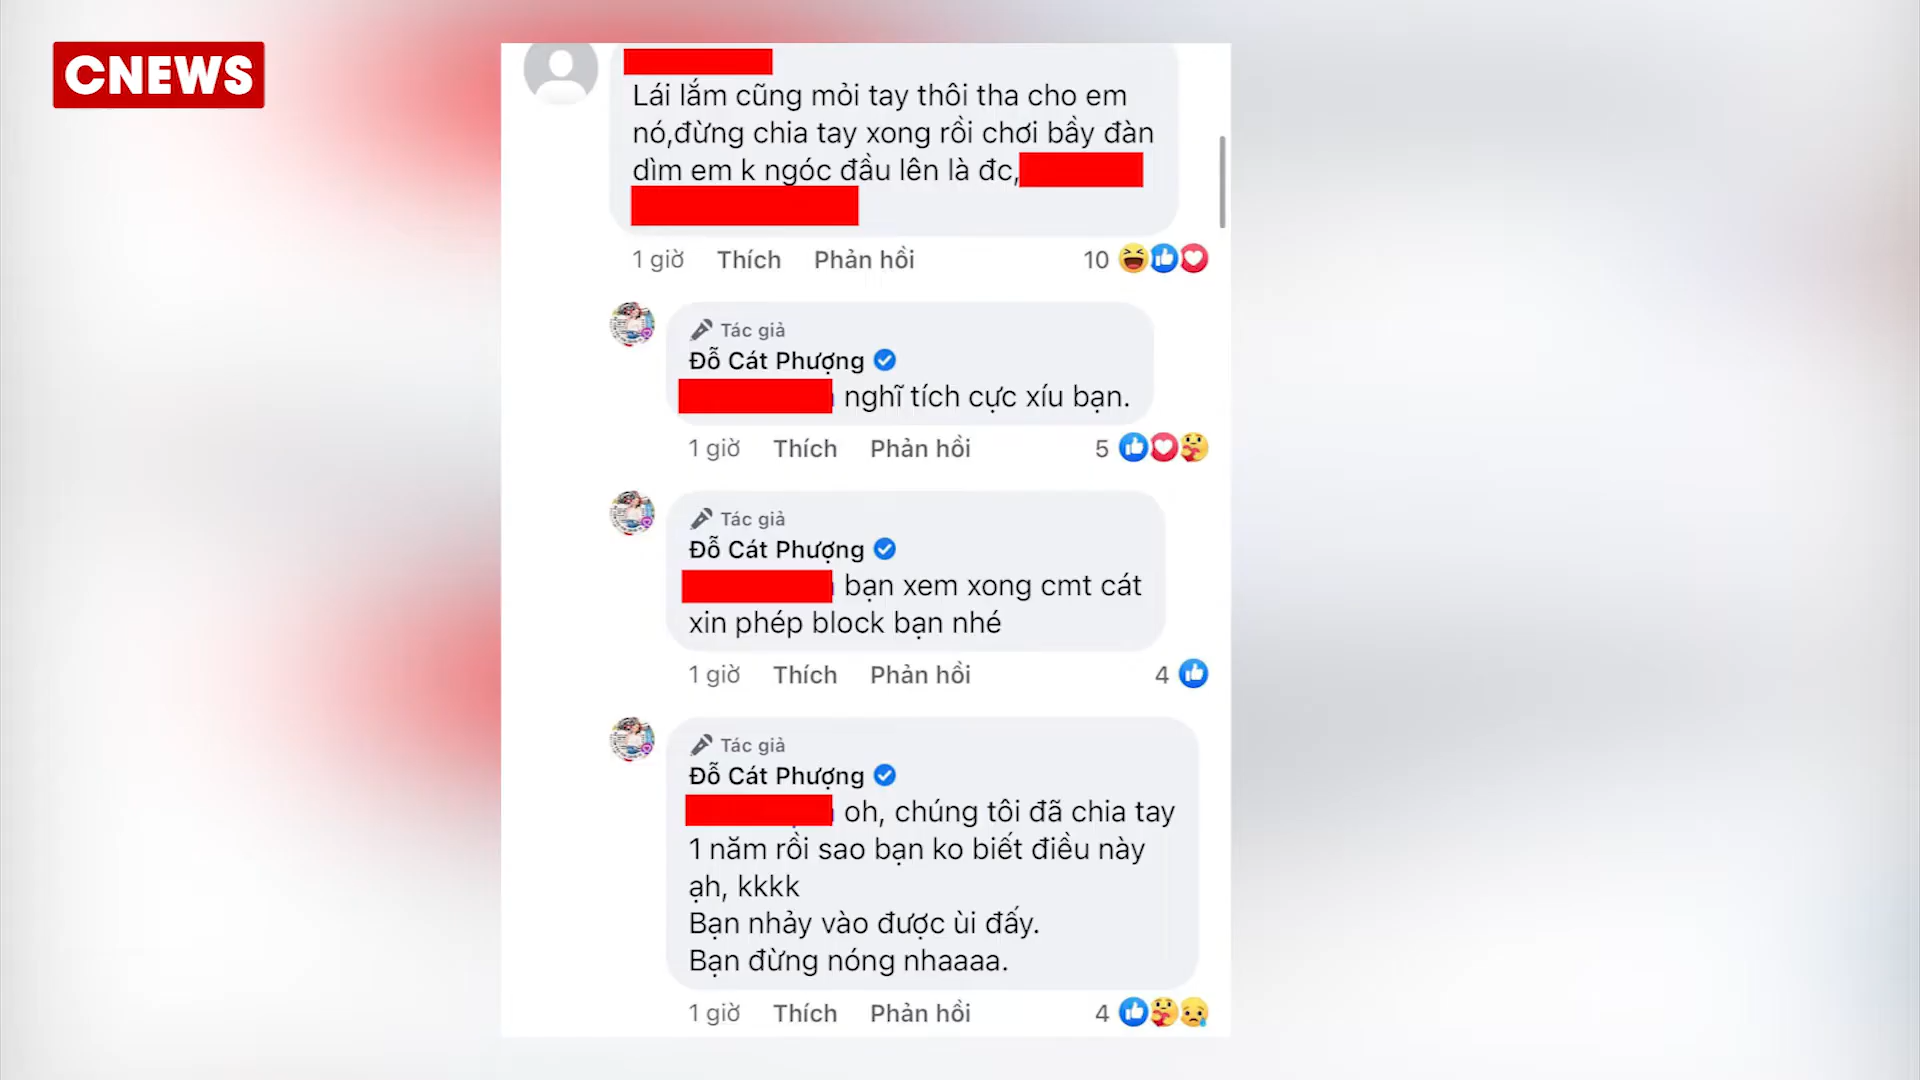 CNEWS
Lái lắm cũng mỏi tay thôi tha cho em
nó,đừng chia tay xong rồi chơi bầy đàn
dìm em k ngóc đầu lên là đc,
1 giờ Thích Phản hồi 10
Tác giả
Đỗ Cát Phượng
nghĩ tích cực xíu bạn.
1 giờ Thích Phản hồi 5
Tác giả
Đỗ Cát Phượng
bạn xem xong cmt cát
xin phép block bạn nhé
1 giờ Thích Phản hồi 4
Tác giả
Đỗ Cát Phượng
oh, chúng tôi đã chia tay
1 năm rồi sao bạn ko biết điều này
ạh, kkkk
Bạn nhảy vào được ùi đấy.
Bạn đừng nóng nhaaaa.
1 giờ Thích Phản hồi 4